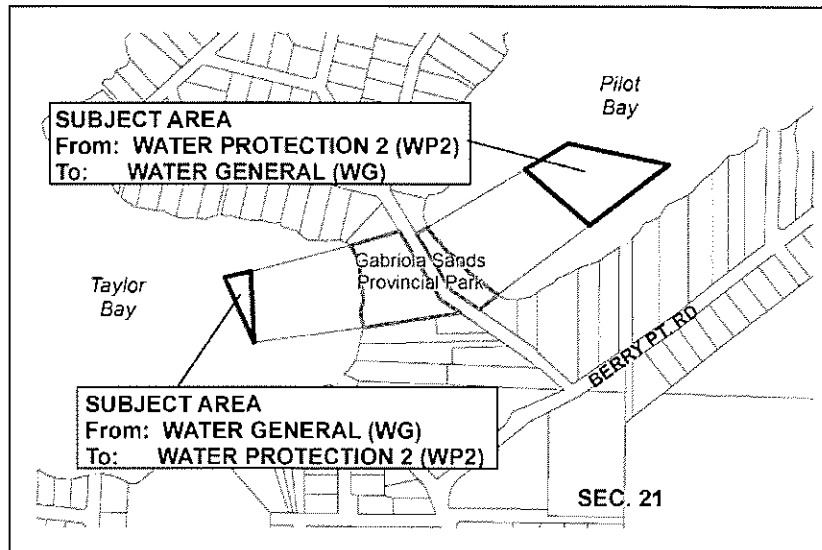 Pilot
Bay
SUBJECT AREA
From: WATER PROTECTION 2 (WP2)
To: WATER GENERAL (WG)
Gabriola Sands
Provincial Park
Taylor
Bay
BERRY PT. RD
SUBJECT AREA
From: WATER GENERAL (WG)
To: WATER PROTECTION 2 (WP2)
SEC. 21